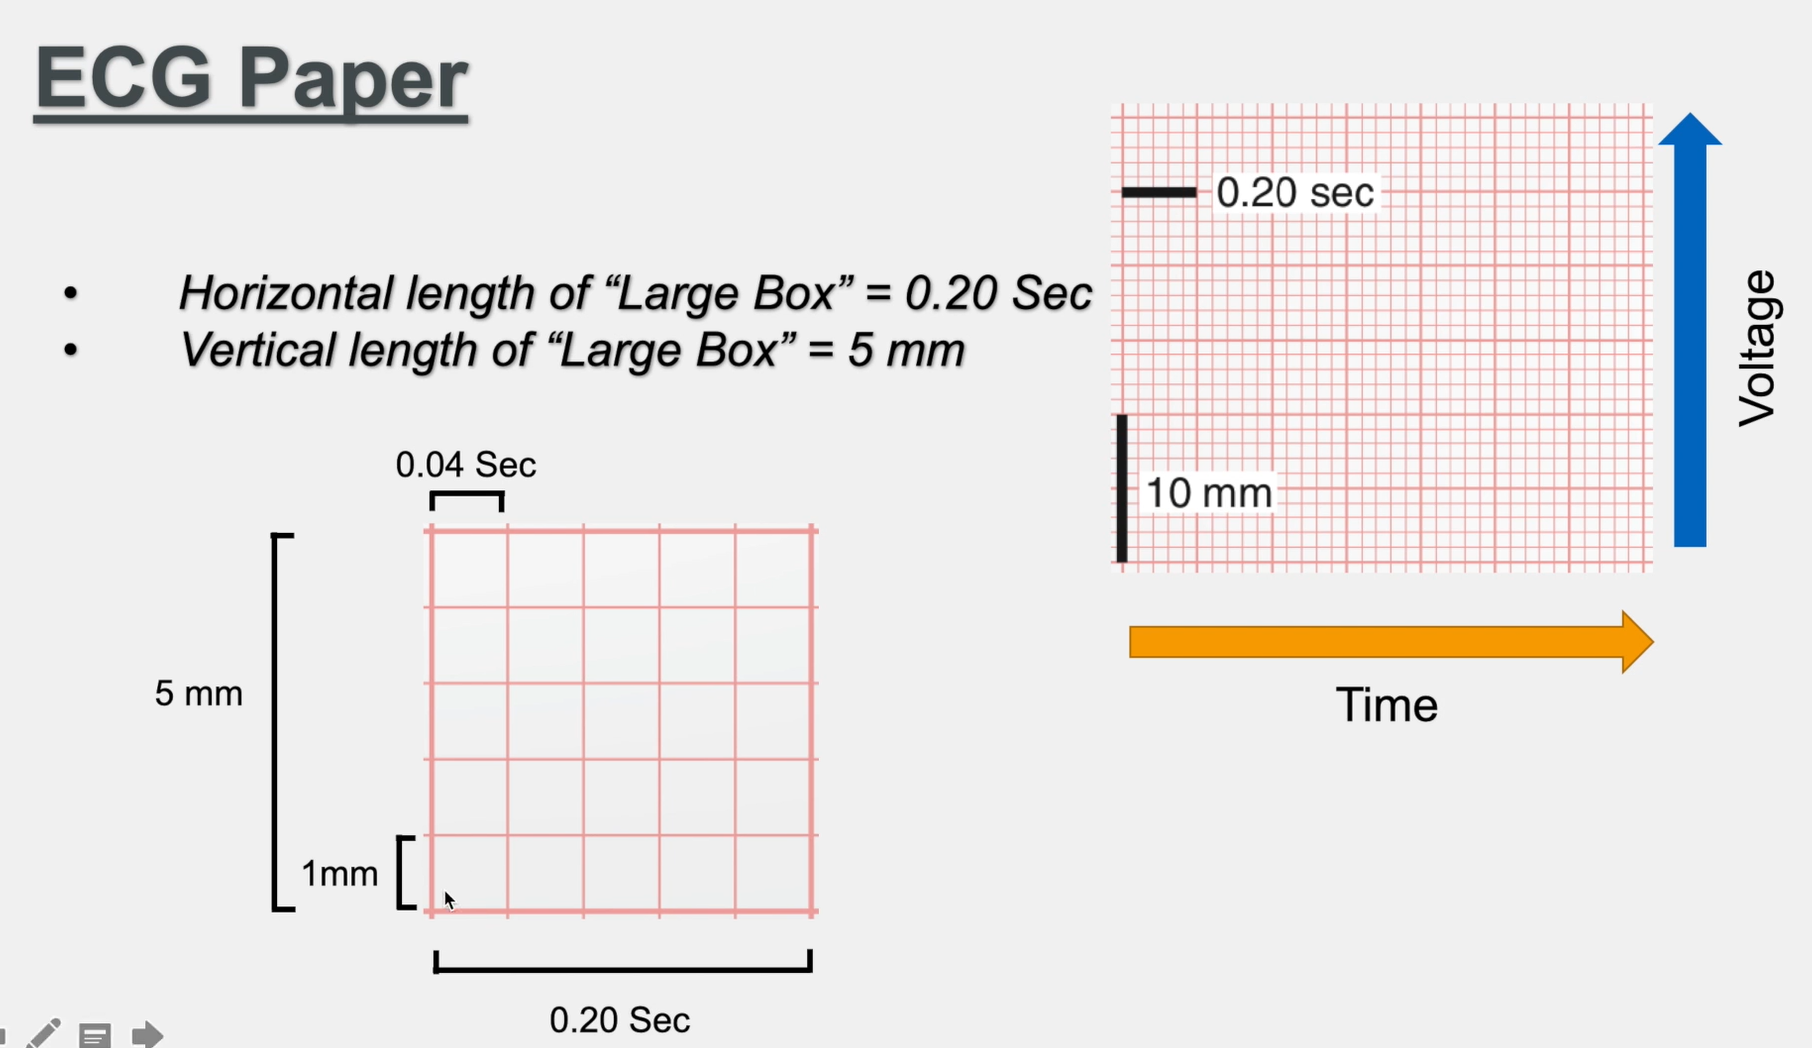 ECG Paper
• Horizontal length of “Large Box” = 0.20 Sec
• Vertical length of “Large Box” = 5 mm
0.04 Sec
5 mm
1mm
0.20 Sec
0.20 sec
10 mm
Voltage
Time